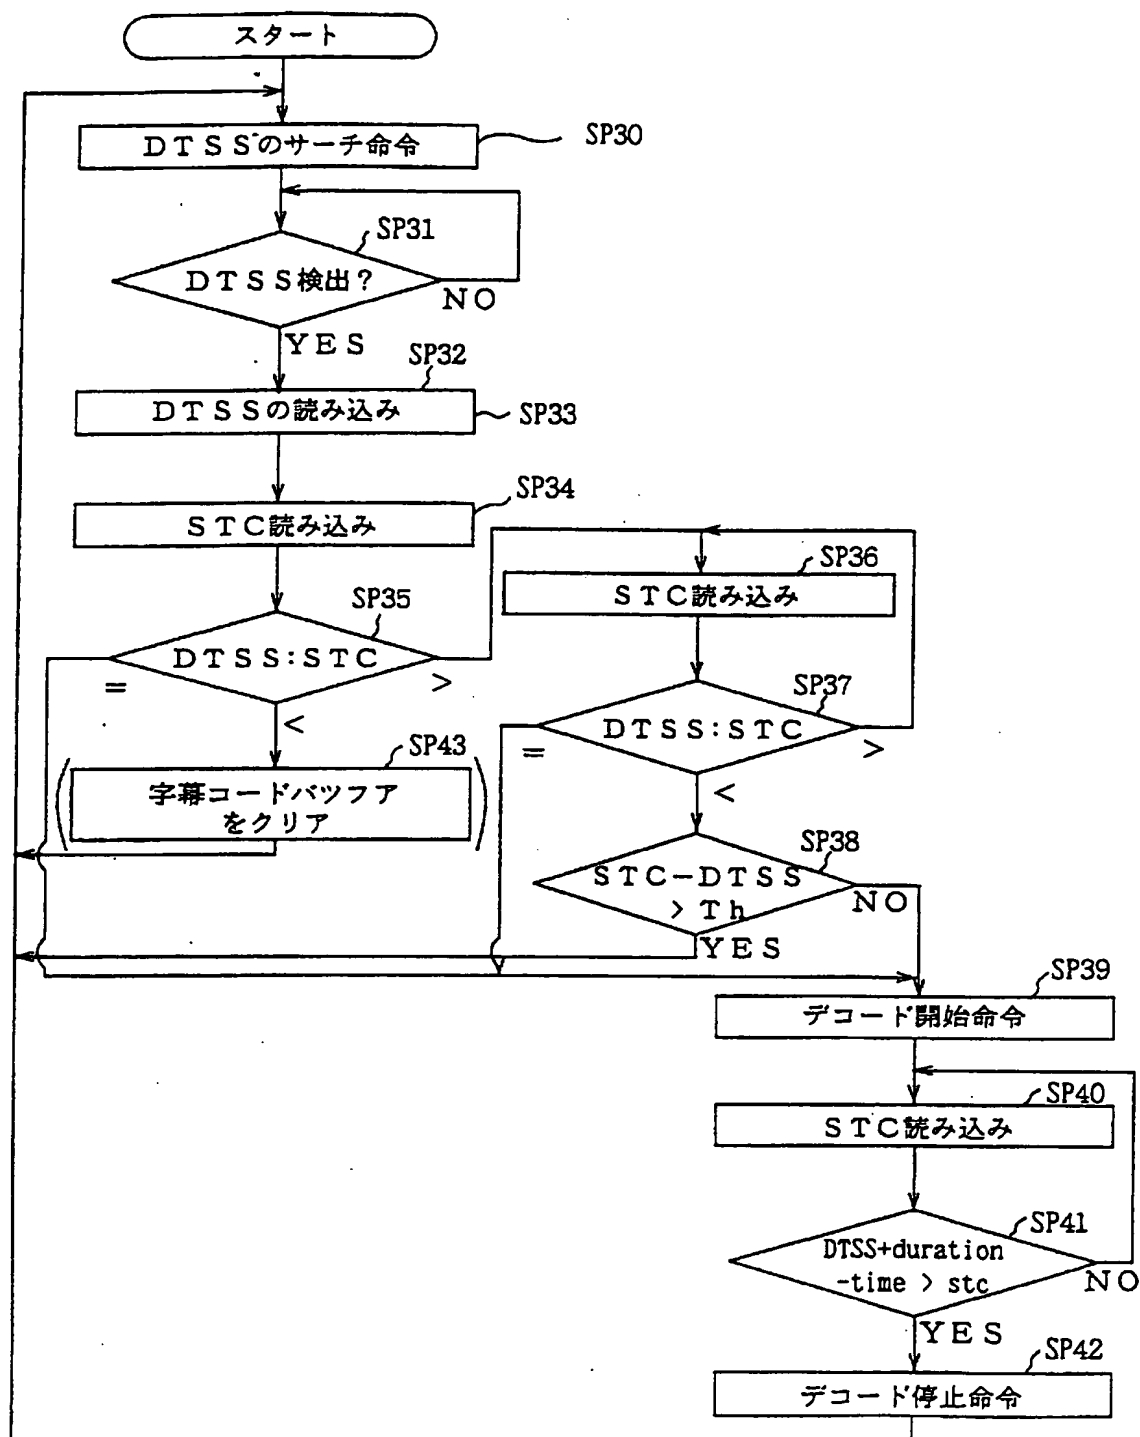 スタート
DTSSのサーチ命令
SP30
SP31
DTSS検出?
NO
YES
SP32
DTSSの読み込み
SP33
SP34
STC読み込み
SP35
DTSS:STC
=
>
<
SP43
字幕コードバツフア
をクリア
SP36
STC読み込み
SP37
DTSS:STC
=
>
<
SP38
STC-DTSS
> Th
NO
YES
SP39
デコード開始命令
SP40
STC読み込み
SP41
DTSS+duration
-time > stc
NO
YES
SP42
デコード停止命令